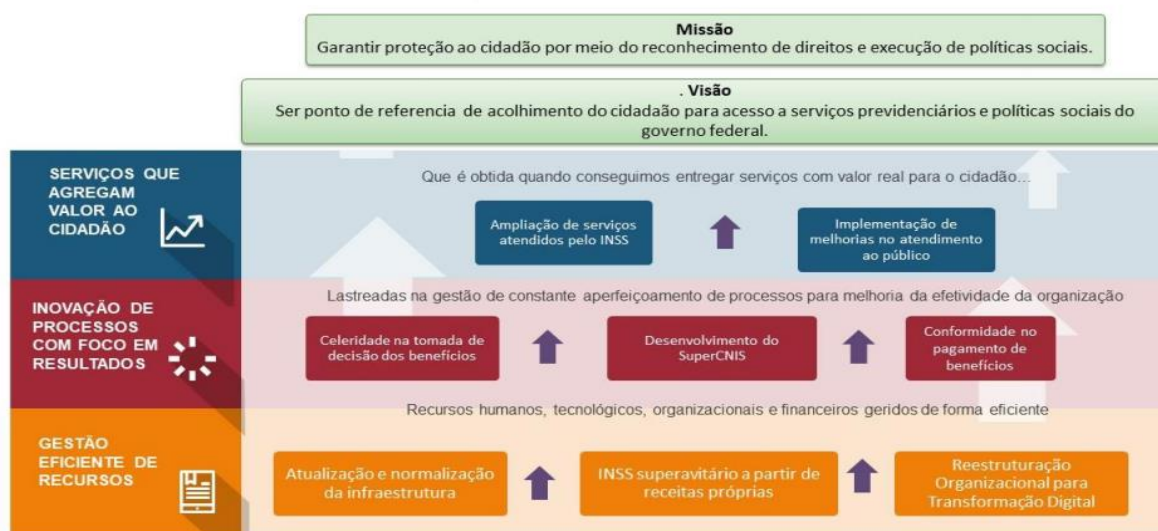 Missão
Garantir proteção ao cidadão por meio do reconhecimento de direitos e execução de políticas sociais.
. Visão
Ser ponto de referencia de acolhimento do cidadaão para acesso a serviços previdenciários e políticas sociais do
governo federal.
SERVIÇOS QUE
AGREGAM
VALOR AO
CIDADÃO
Que é obtida quando conseguimos entregar serviços com valor real para o cidadão...
Ampliação de serviços
atendidos pelo INSS
Implementação de
melhorias no atendimento
ao público
INOVAÇÃO DE
PROCESSOS
COM FOCO EM
RESULTADOS
Lastreadas na gestão de constante aperfeiçoamento de processos para melhoria da efetividade da organização
Celeridade na tomada de
decisão dos benefícios
Desenvolvimento do
SuperCNIS
Conformidade no
pagamento de
benefícios
GESTÃO
EFICIENTE DE
RECURSOS
Recursos humanos, tecnológicos, organizacionais e financeiros geridos de forma eficiente
Atualização e normalização
da infraestrutura
INSS superavitário a partir de
receitas próprias
Reestruturação
Organizacional para
Transformação Digital